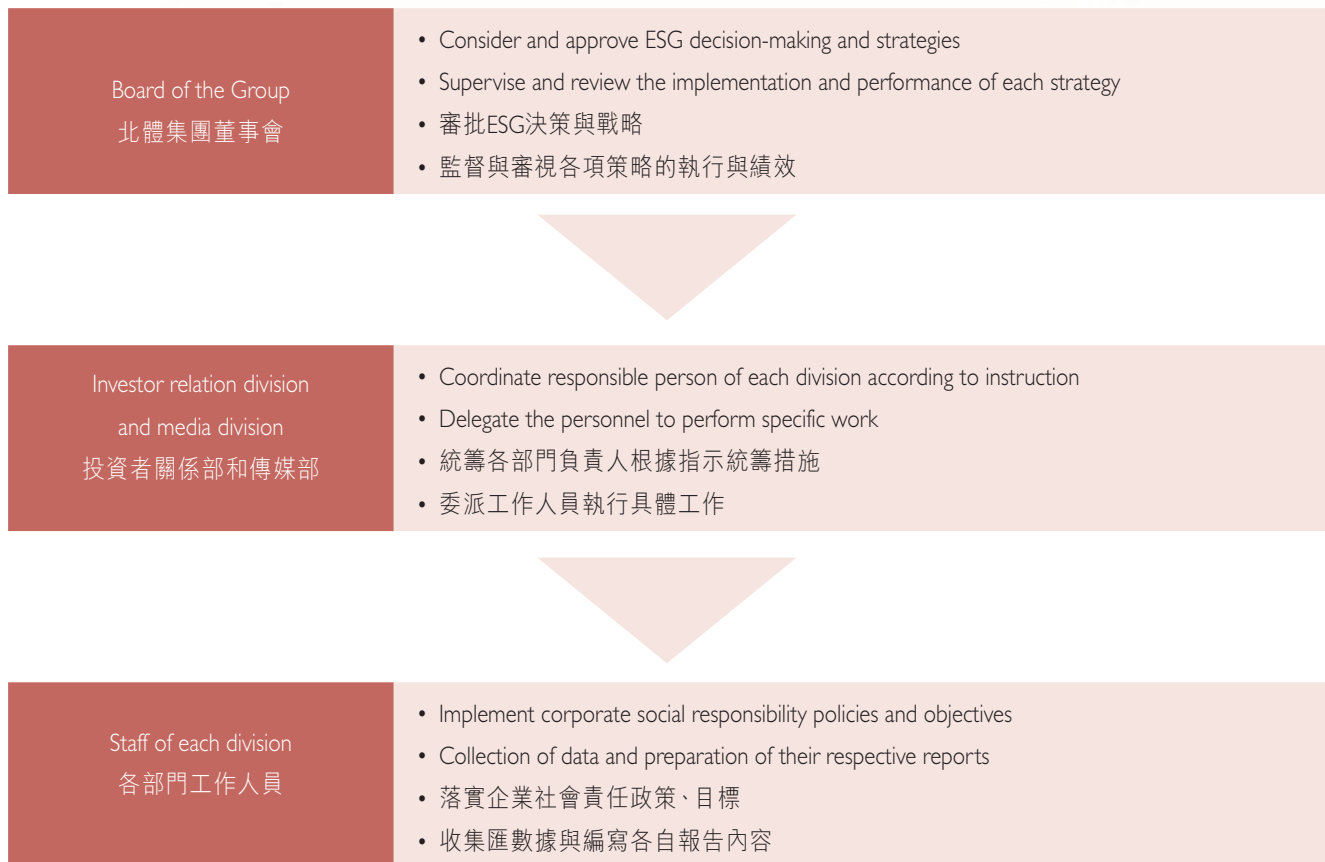 Board of the Group
北體集團董事會
• Consider and approve ESG decision-making and strategies
• Supervise and review the implementation and performance of each strategy
• 審批ESG決策與戰略
• 監督與審視各項策略的執行與績效
Investor relation division
and media division
投資者關係部和傳媒部
• Coordinate responsible person of each division according to instruction
• Delegate the personnel to perform specific work
• 統籌各部門負責人根據指示統籌措施
• 委派工作人員執行具體工作
Staff of each division
各部門工作人員
• Implement corporate social responsibility policies and objectives
• Collection of data and preparation of their respective reports
• 落實企業社會責任政策、目標
• 收集匯數據與編寫各自報告內容